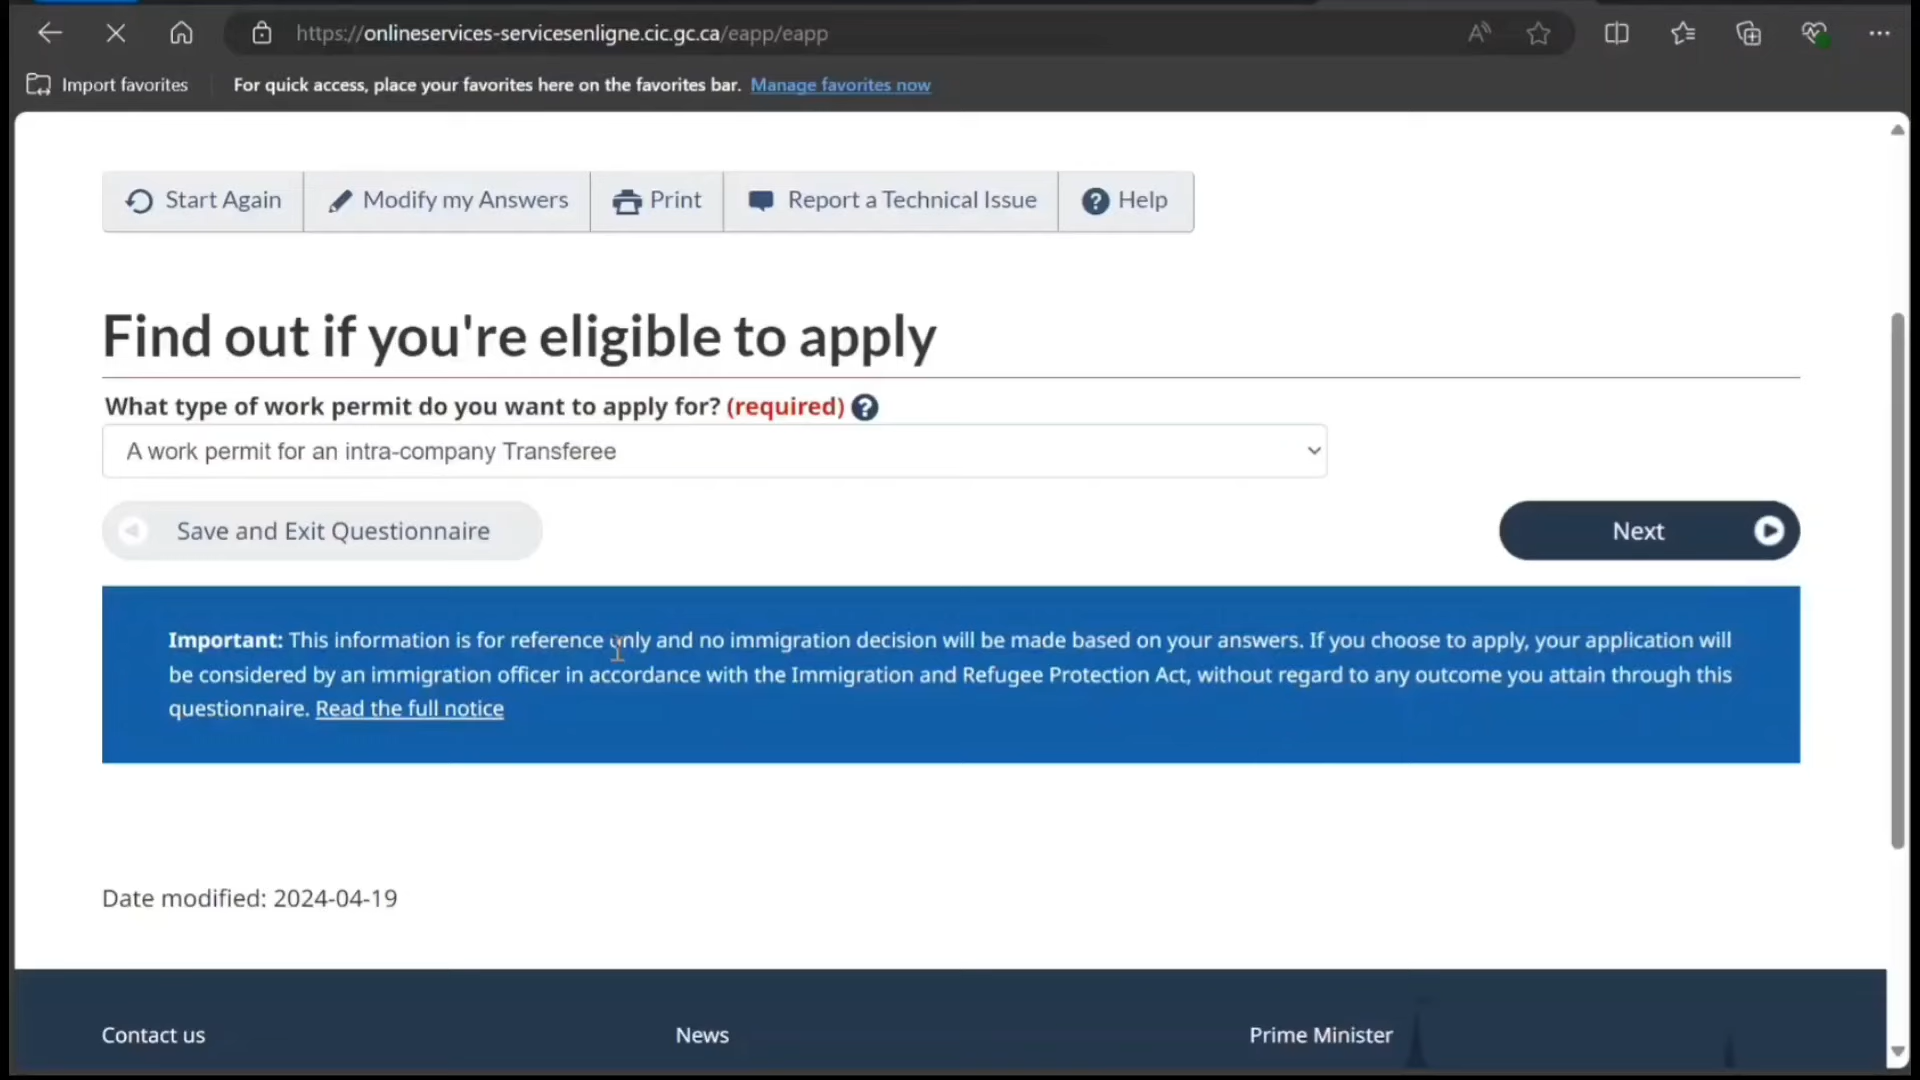 https://onlineservices-servicesenligne.cic.gc.ca/eapp/eapp
Import favorites
For quick access, place your favorites here on the favorites bar. Manage favorites now
Start Again
Modify my Answers
Print
Report a Technical Issue
Help
Find out if you're eligible to apply
What type of work permit do you want to apply for? (required)
A work permit for an intra-company Transferee
Save and Exit Questionnaire
Next
Important: This information is for reference only and no immigration decision will be made based on your answers. If you choose to apply, your application will
be considered by an immigration officer in accordance with the Immigration and Refugee Protection Act, without regard to any outcome you attain through this
questionnaire. Read the full notice
Date modified: 2024-04-19
Contact us
News
Prime Minister